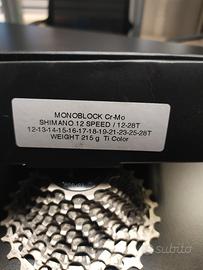 MONOBLOCK Cr-Mo
SHIMANO 12 SPEED / 12-28T
12-13-14-15-16-17-18-19-21-23-25-28T
WEIGHT 215 g Ti Color
subito